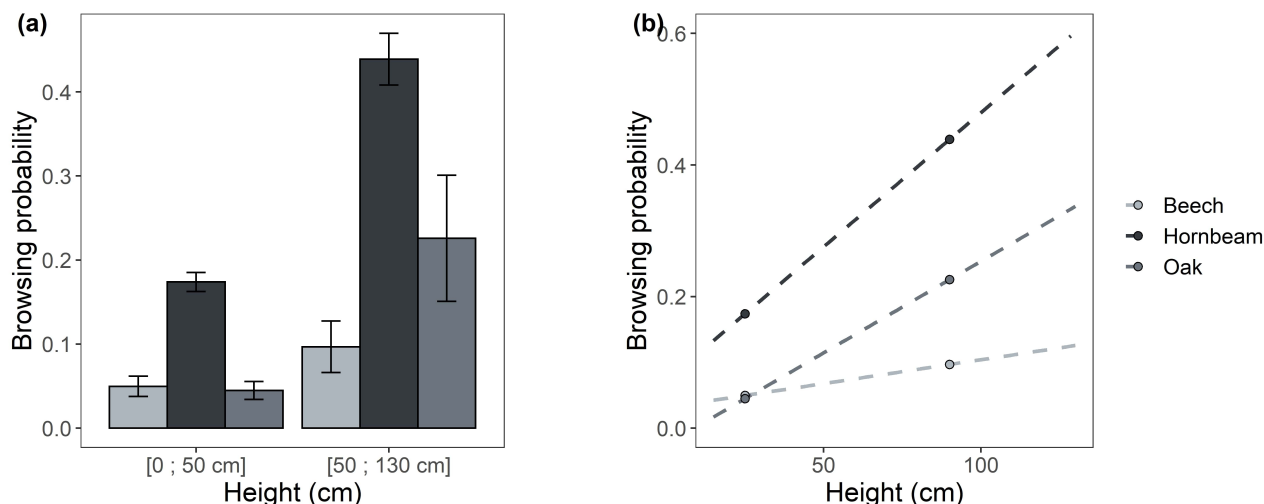 (a)
Browsing probability
0.4
0.3
0.2
0.1
0.0
[0 ; 50 cm]
[50 ; 130 cm]
Height (cm)
(b)
Browsing probability
0.6
0.4
0.2
0.0
50
100
Height (cm)
Beech
Hornbeam
Oak